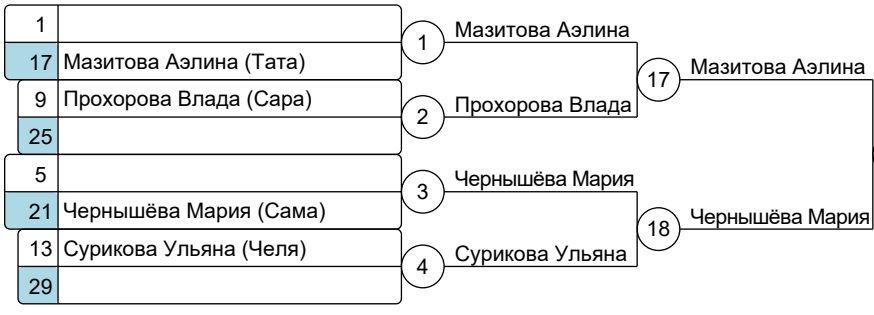 1
1 Мазитова Аэлина
17 Мазитова Аэлина (Тата)
17 Мазитова Аэлина
9 Прохорова Влада (Сара)
2 Прохорова Влада
25
5
3 Чернышёва Мария
21 Чернышёва Мария (Сама)
18 Чернышёва Мария
13 Сурикова Ульяна (Челя)
4 Сурикова Ульяна
29